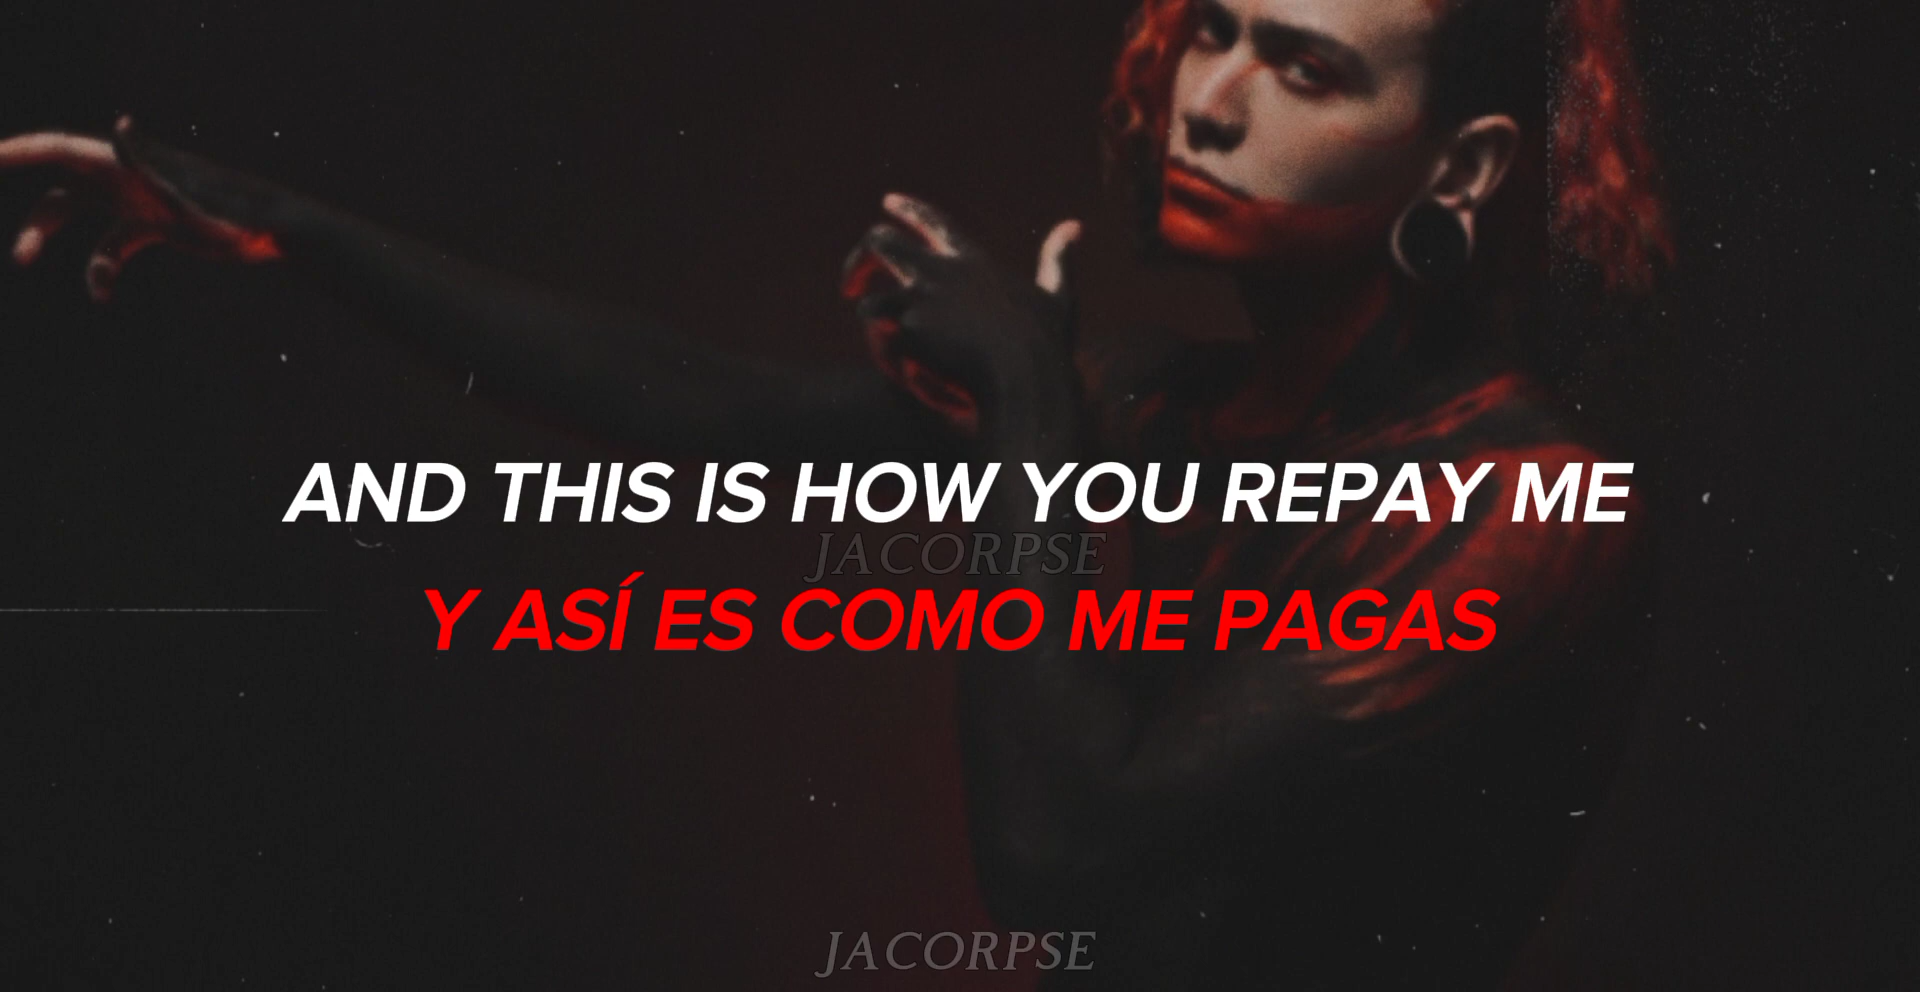 AND THIS IS HOW YOU REPAY ME
JACORPSE
Y ASÍ ES COMO ME PAGAS
JACORPSE